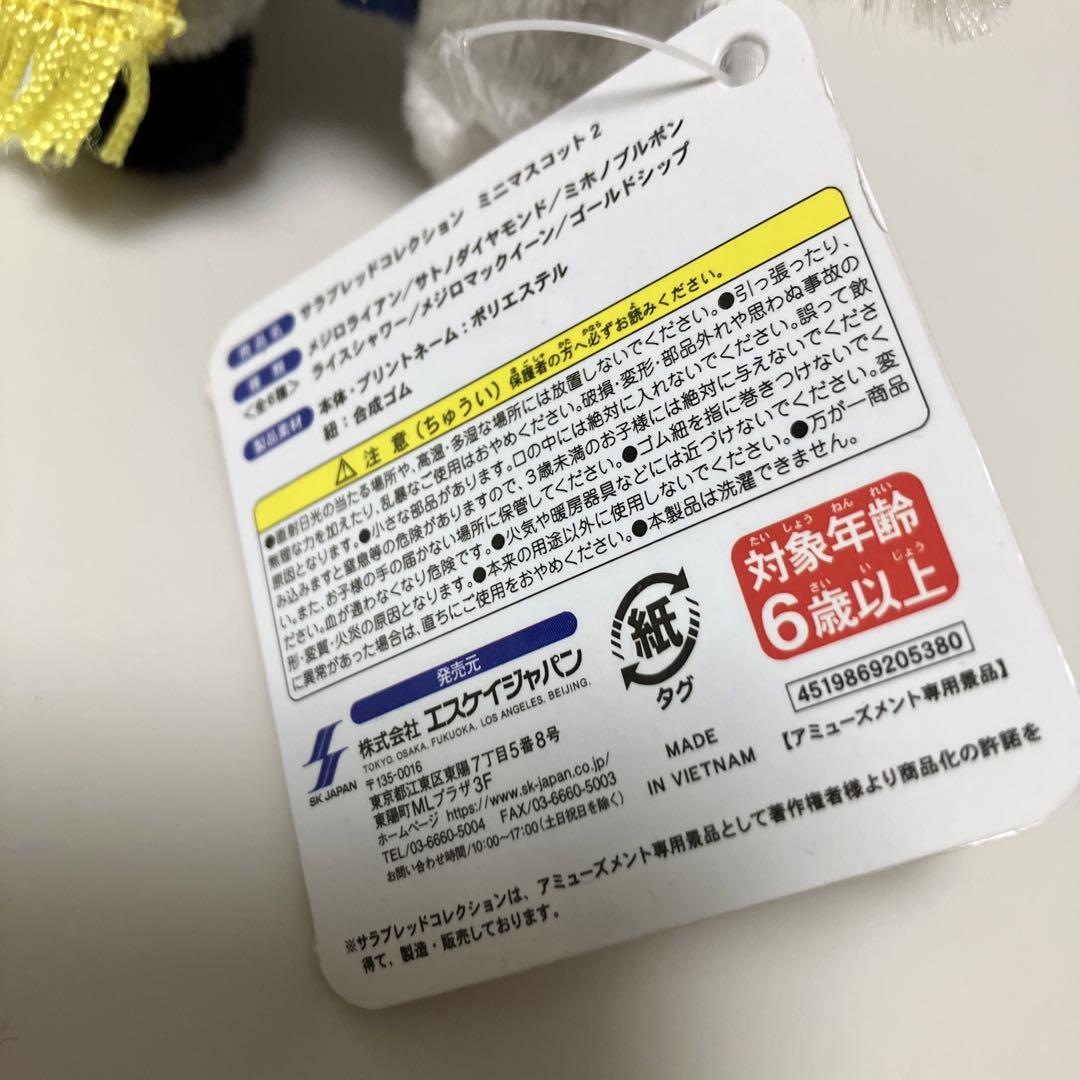 商品名 サラブレッドコレクション ミニマスコット2
種類 メジロライアン/サトノダイヤモンド/ミホノブルボン
<全6種> ライスシャワー/メジロマックイーン/ゴールドシップ
製品素材 本体・プリントネーム:ポリエステル
紐:合成ゴム
注意(ちゅうい) 保護者の方へ必ずお読みください。
ほごしゃ かた かなら よ
●直射日光の当たる場所や、高温・多湿な場所には放置しないでください。●引っ張ったり、
無理な力を加えたり、乱暴なご使用はおやめください。破損・変形・部品外れや思わぬ事故の
原因となります。●小さな部品があります。口の中には絶対に入れないでください。誤って飲
み込みますと窒息等の危険がありますので、3歳未満のお子様には絶対に与えないでくださ
い。また、お子様の手の届かない場所に保管してください。●ゴム紐を指に巻きつけないでく
ださい。血が通わなくなり危険です。●火気や暖房器具などには近づけないでください。変
形・変質・火災の原因となります。●本来の用途以外に使用しないでください。●万が一商品
に異常があった場合は、直ちにご使用をおやめください。●本製品は洗濯できません。
たいしょう ねんれい
対象年齢
さい いじょう
6歳以上
発売元
SK JAPAN
株式会社 エスケイジャパン
TOKYO. OSAKA. FUKUOKA. LOS ANGELES. BEIJING.
〒135-0016
東京都江東区東陽7丁目5番8号
東陽町MLプラザ3F
ホームページ https://www.sk-japan.co.jp/
TEL/03-6660-5004 FAX/03-6660-5003
お問い合わせ時間/10:00~17:00(土日祝日を除く)
紙
タグ
MADE
IN VIETNAM
4519869205380
【アミューズメント専用景品】
※サラブレッドコレクションは、アミューズメント専用景品として著作権者様より商品化の許諾を
得て、製造・販売しております。